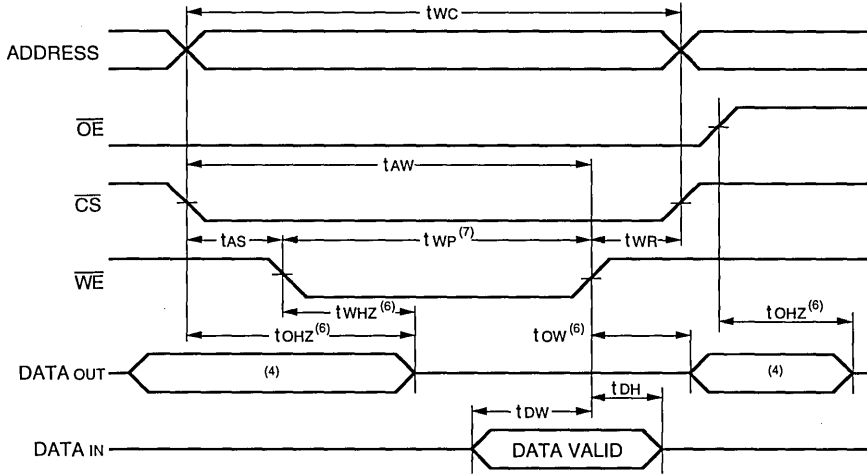 tWC
ADDRESS
OE
tAW
CS
tAS
tWP (7)
tWR
WE
tWHZ (6)
tOHZ (6)
tOW (6)
tOHZ (6)
DATA OUT
(4)
(4)
tDH
tDW
DATA IN
DATA VALID